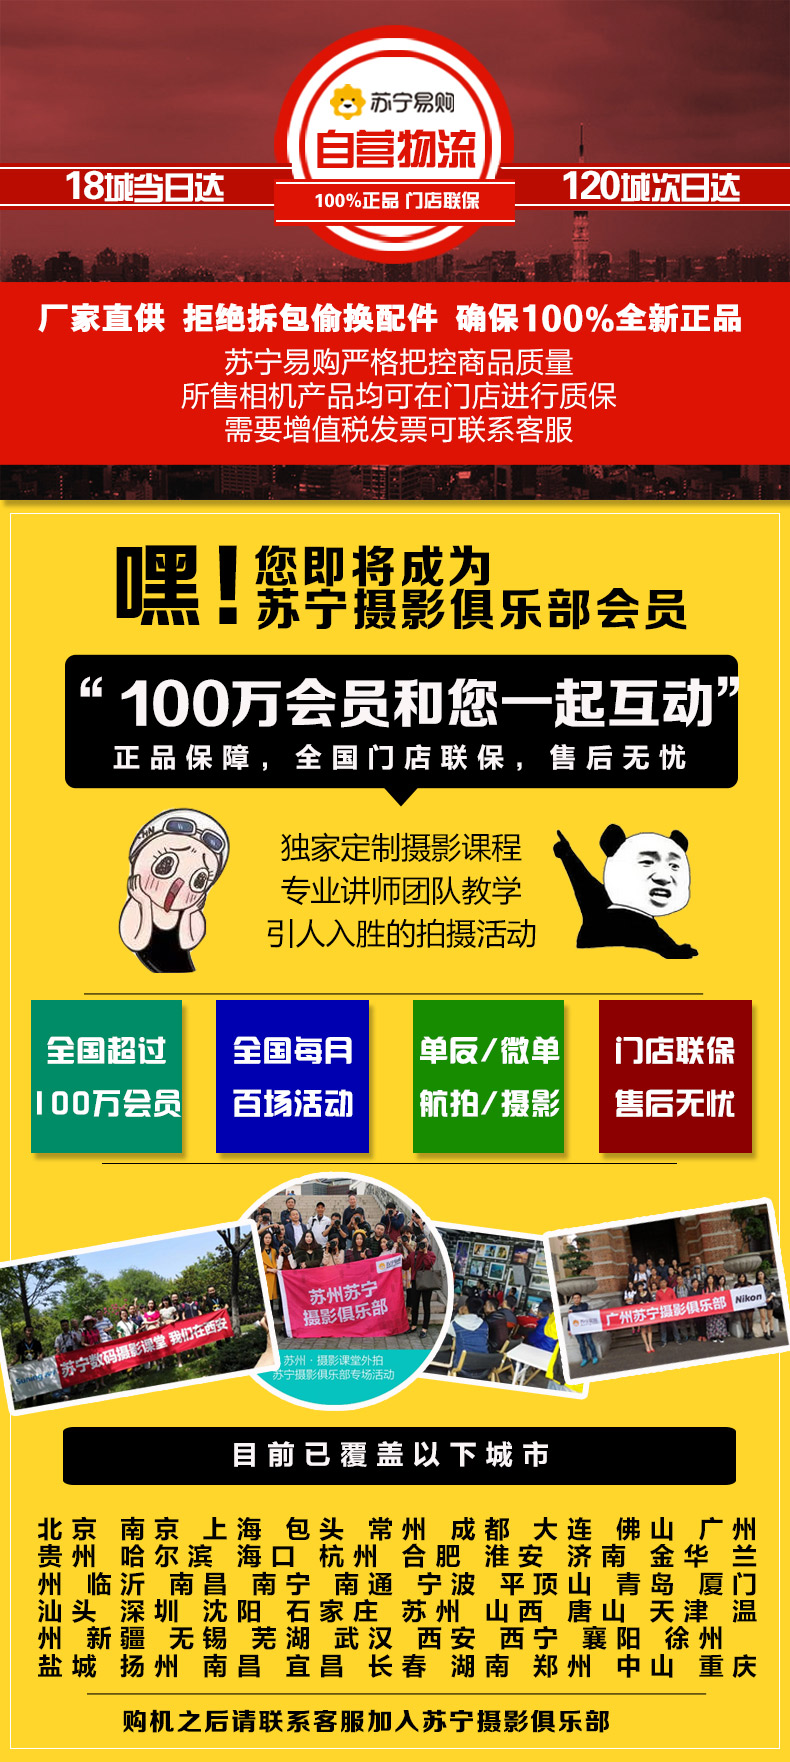 苏宁易购
自营物流
18城当日达
120城次日达
100%正品 门店联保
厂家直供 拒绝拆包偷换配件 确保100%全新正品
苏宁易购严格把控商品质量
所售相机产品均可在门店进行质保
需要增值税发票可联系客服
嘿！您即将成为
苏宁摄影俱乐部会员
“100万会员和您一起互动”
正品保障，全国门店联保，售后无忧
独家定制摄影课程
专业讲师团队教学
引人入胜的拍摄活动
全国超过
100万会员
全国每月
百场活动
单反/微单
航拍/摄影
门店联保
售后无忧
苏宁数码摄影课堂 我们在西安
苏州苏宁
摄影俱乐部
苏州·摄影课堂外拍
苏宁摄影俱乐部专场活动
广州苏宁摄影俱乐部 Nikon
目前已覆盖以下城市
北京 南京 上海 包头 常州 成都 大连 佛山 广州
贵州 哈尔滨 海口 杭州 合肥 淮安 济南 金华 兰
州 临沂 南昌 南宁 南通 宁波 平顶山 青岛 厦门
汕头 深圳 沈阳 石家庄 苏州 山西 唐山 天津 温
州 新疆 无锡 芜湖 武汉 西安 西宁 襄阳 徐州
盐城 扬州 南昌 宜昌 长春 湖南 郑州 中山 重庆
购机之后请联系客服加入苏宁摄影俱乐部